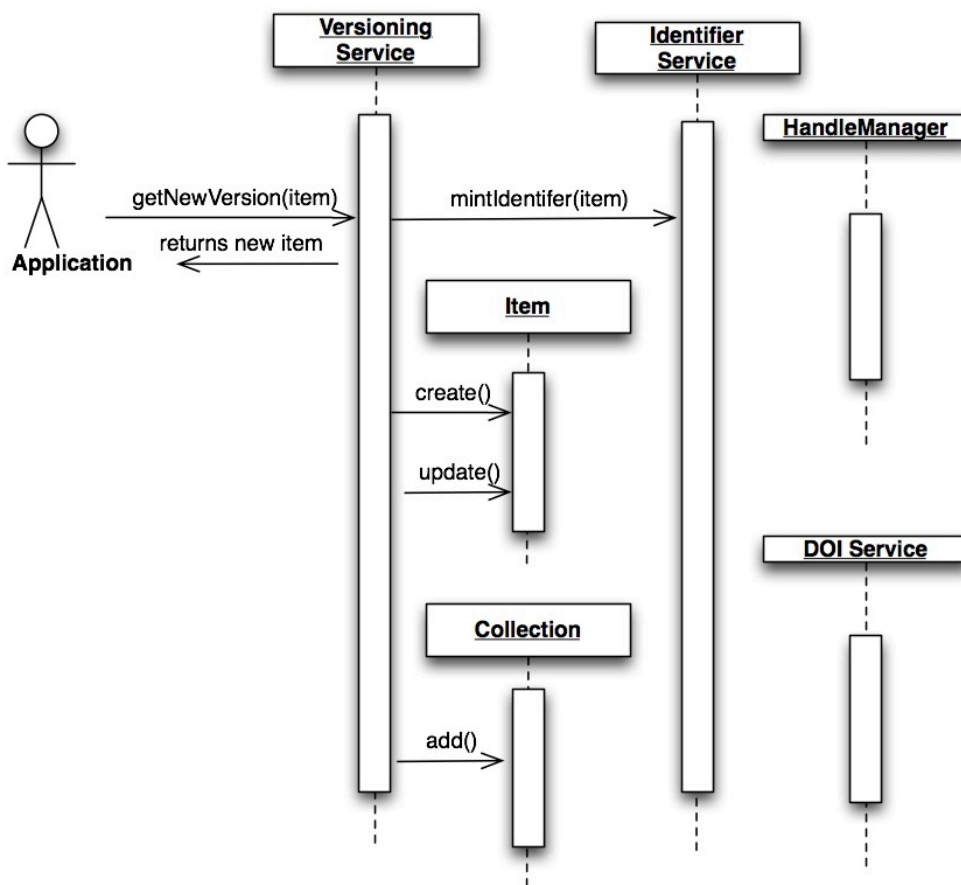 Versioning
Service
Identifier
Service
HandleManager
getNewVersion(item)
mintIdentifer(item)
returns new item
Application
Item
create()
update()
DOI Service
Collection
add()